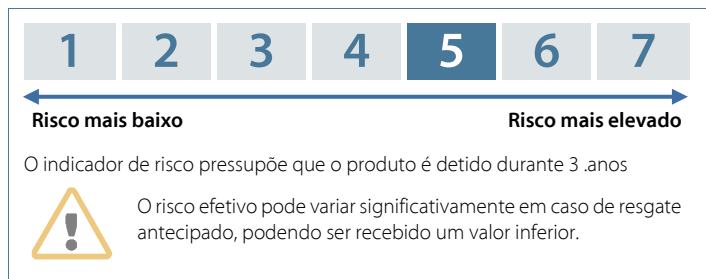 1 2 3 4 5 6 7
Risco mais baixo Risco mais elevado
O indicador de risco pressupõe que o produto é detido durante 3 .anos
O risco efetivo pode variar significativamente em caso de resgate
antecipado, podendo ser recebido um valor inferior.